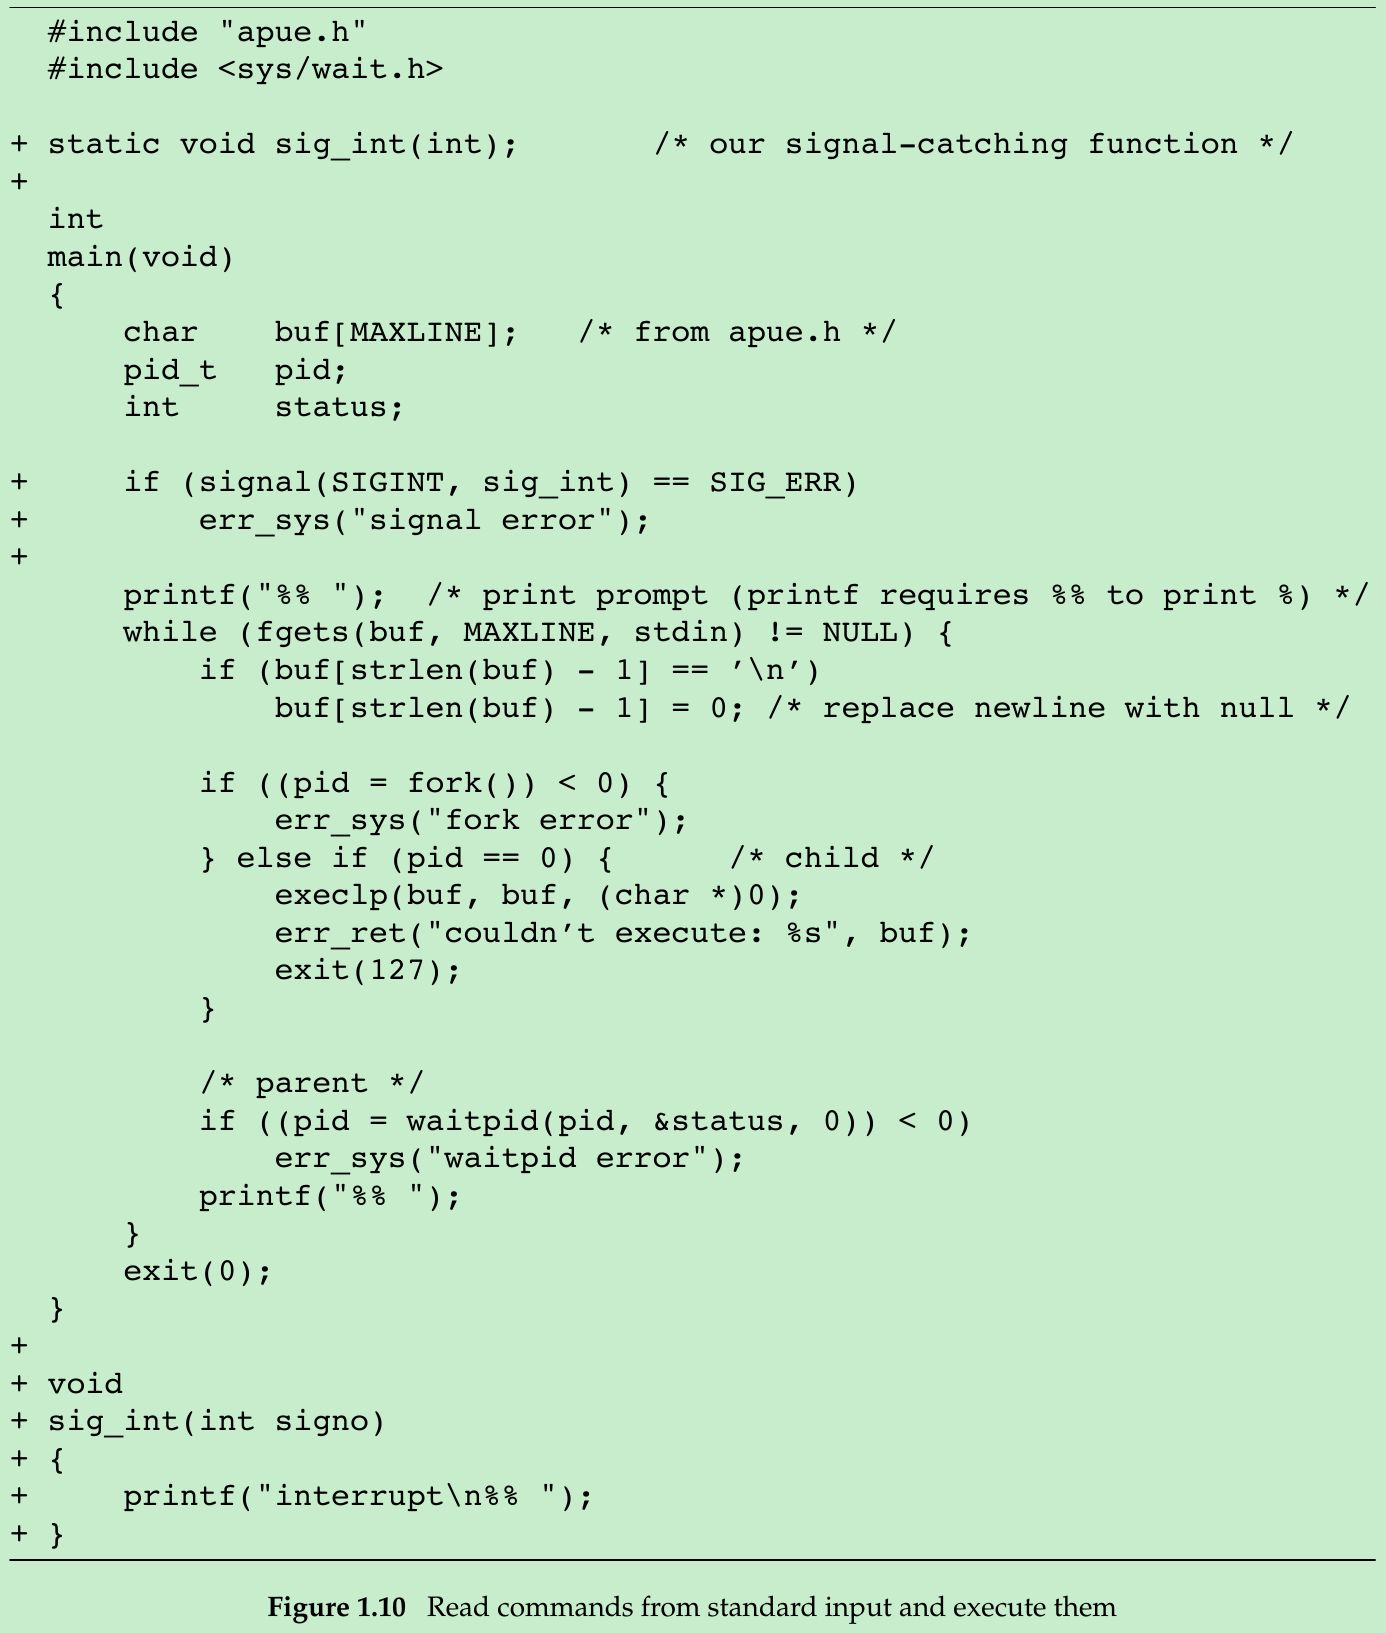 #include "apue.h"
  #include <sys/wait.h>

+ static void sig_int(int);       /* our signal-catching function */
+
  int
  main(void)
  {
      char    buf[MAXLINE];   /* from apue.h */
      pid_t   pid;
      int     status;

+     if (signal(SIGINT, sig_int) == SIG_ERR)
+         err_sys("signal error");
+
      printf("%% ");  /* print prompt (printf requires %% to print %) */
      while (fgets(buf, MAXLINE, stdin) != NULL) {
          if (buf[strlen(buf) - 1] == ’\n’)
              buf[strlen(buf) - 1] = 0; /* replace newline with null */

          if ((pid = fork()) < 0) {
              err_sys("fork error");
          } else if (pid == 0) {      /* child */
              execlp(buf, buf, (char *)0);
              err_ret("couldn’t execute: %s", buf);
              exit(127);
          }

          /* parent */
          if ((pid = waitpid(pid, &status, 0)) < 0)
              err_sys("waitpid error");
          printf("%% ");
      }
      exit(0);
  }
+
+ void
+ sig_int(int signo)
+ {
+     printf("interrupt\n%% ");
+ }
Figure 1.10 Read commands from standard input and execute them